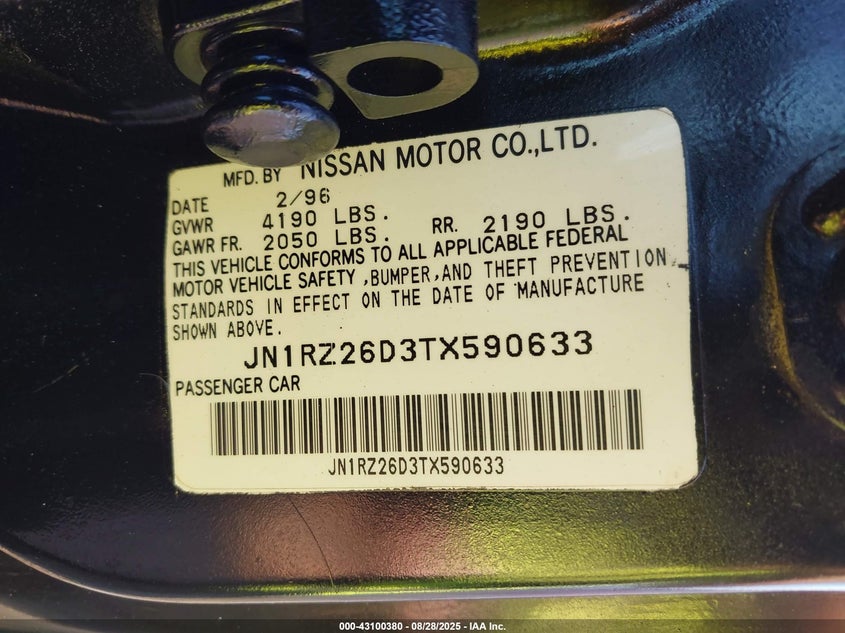 MFD. BY NISSAN MOTOR CO.,LTD.
DATE 2/96
GVWR 4190 LBS.
GAWR FR. 2050 LBS. RR. 2190 LBS.
THIS VEHICLE CONFORMS TO ALL APPLICABLE FEDERAL
MOTOR VEHICLE SAFETY ,BUMPER,AND THEFT PREVENTION
STANDARDS IN EFFECT ON THE DATE OF MANUFACTURE
SHOWN ABOVE.
JN1RZ26D3TX590633
PASSENGER CAR
JN1RZ26D3TX590633
000-43100380 - 08/28/2025 - IAA Inc.